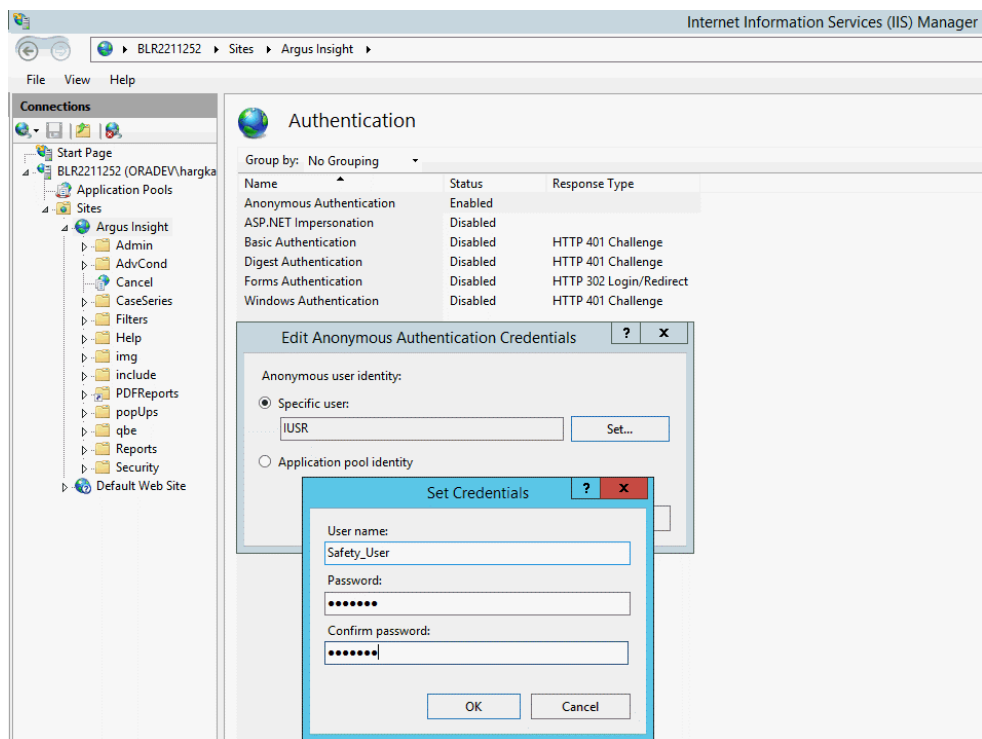 Internet Information Services (IIS) Manager
BLR2211252 Sites Argus Insight
File View Help
Connections
Start Page
BLR2211252 (ORADEV\hargka
Application Pools
Sites
Argus Insight
Admin
AdvCond
Cancel
CaseSeries
Filters
Help
img
include
PDFReports
popUps
qbe
Reports
Security
Default Web Site
Authentication
Group by: No Grouping
Name Status Response Type
Anonymous Authentication Enabled
ASP.NET Impersonation Disabled
Basic Authentication Disabled HTTP 401 Challenge
Digest Authentication Disabled HTTP 401 Challenge
Forms Authentication Disabled HTTP 302 Login/Redirect
Windows Authentication Disabled HTTP 401 Challenge
Edit Anonymous Authentication Credentials ? x
Anonymous user identity:
Specific user:
IUSR Set...
Application pool identity
Set Credentials ? x
User name:
Safety_User
Password:
•••••••
Confirm password:
•••••••
OK Cancel